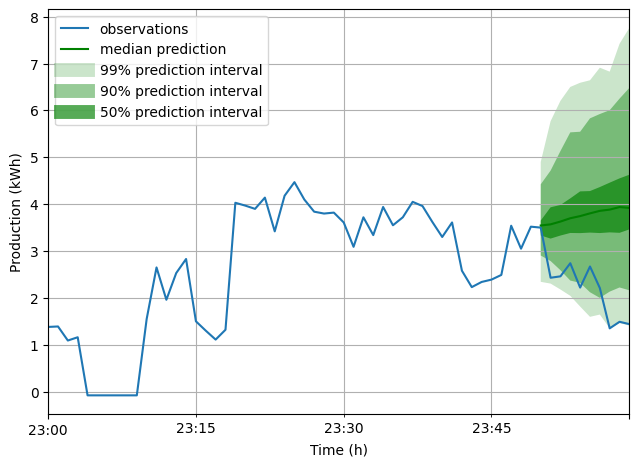 8
7
6
5
4
3
2
1
0
Production (kWh)
observations
median prediction
99% prediction interval
90% prediction interval
50% prediction interval
23:00
23:15
23:30
23:45
Time (h)